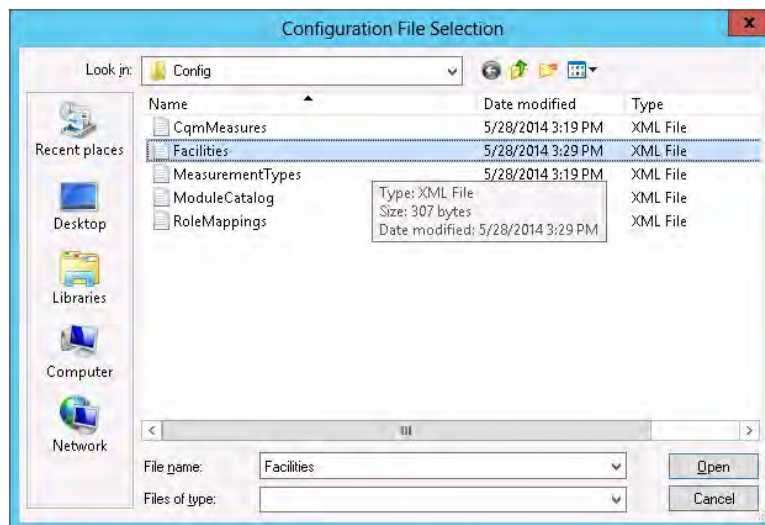 Configuration File Selection
x
Look in: Config
Name Date modified Type
CqmMeasures 5/28/2014 3:19 PM XML File
Facilities 5/28/2014 3:29 PM XML File
MeasurementTypes 5/28/2014 3:19 PM XML File
ModuleCatalog XML File
RoleMappings XML File
Type: XML File
Size: 307 bytes
Date modified: 5/28/2014 3:29 PM
Recent places
Desktop
Libraries
Computer
Network
File name: Facilities Open
Files of type: Cancel